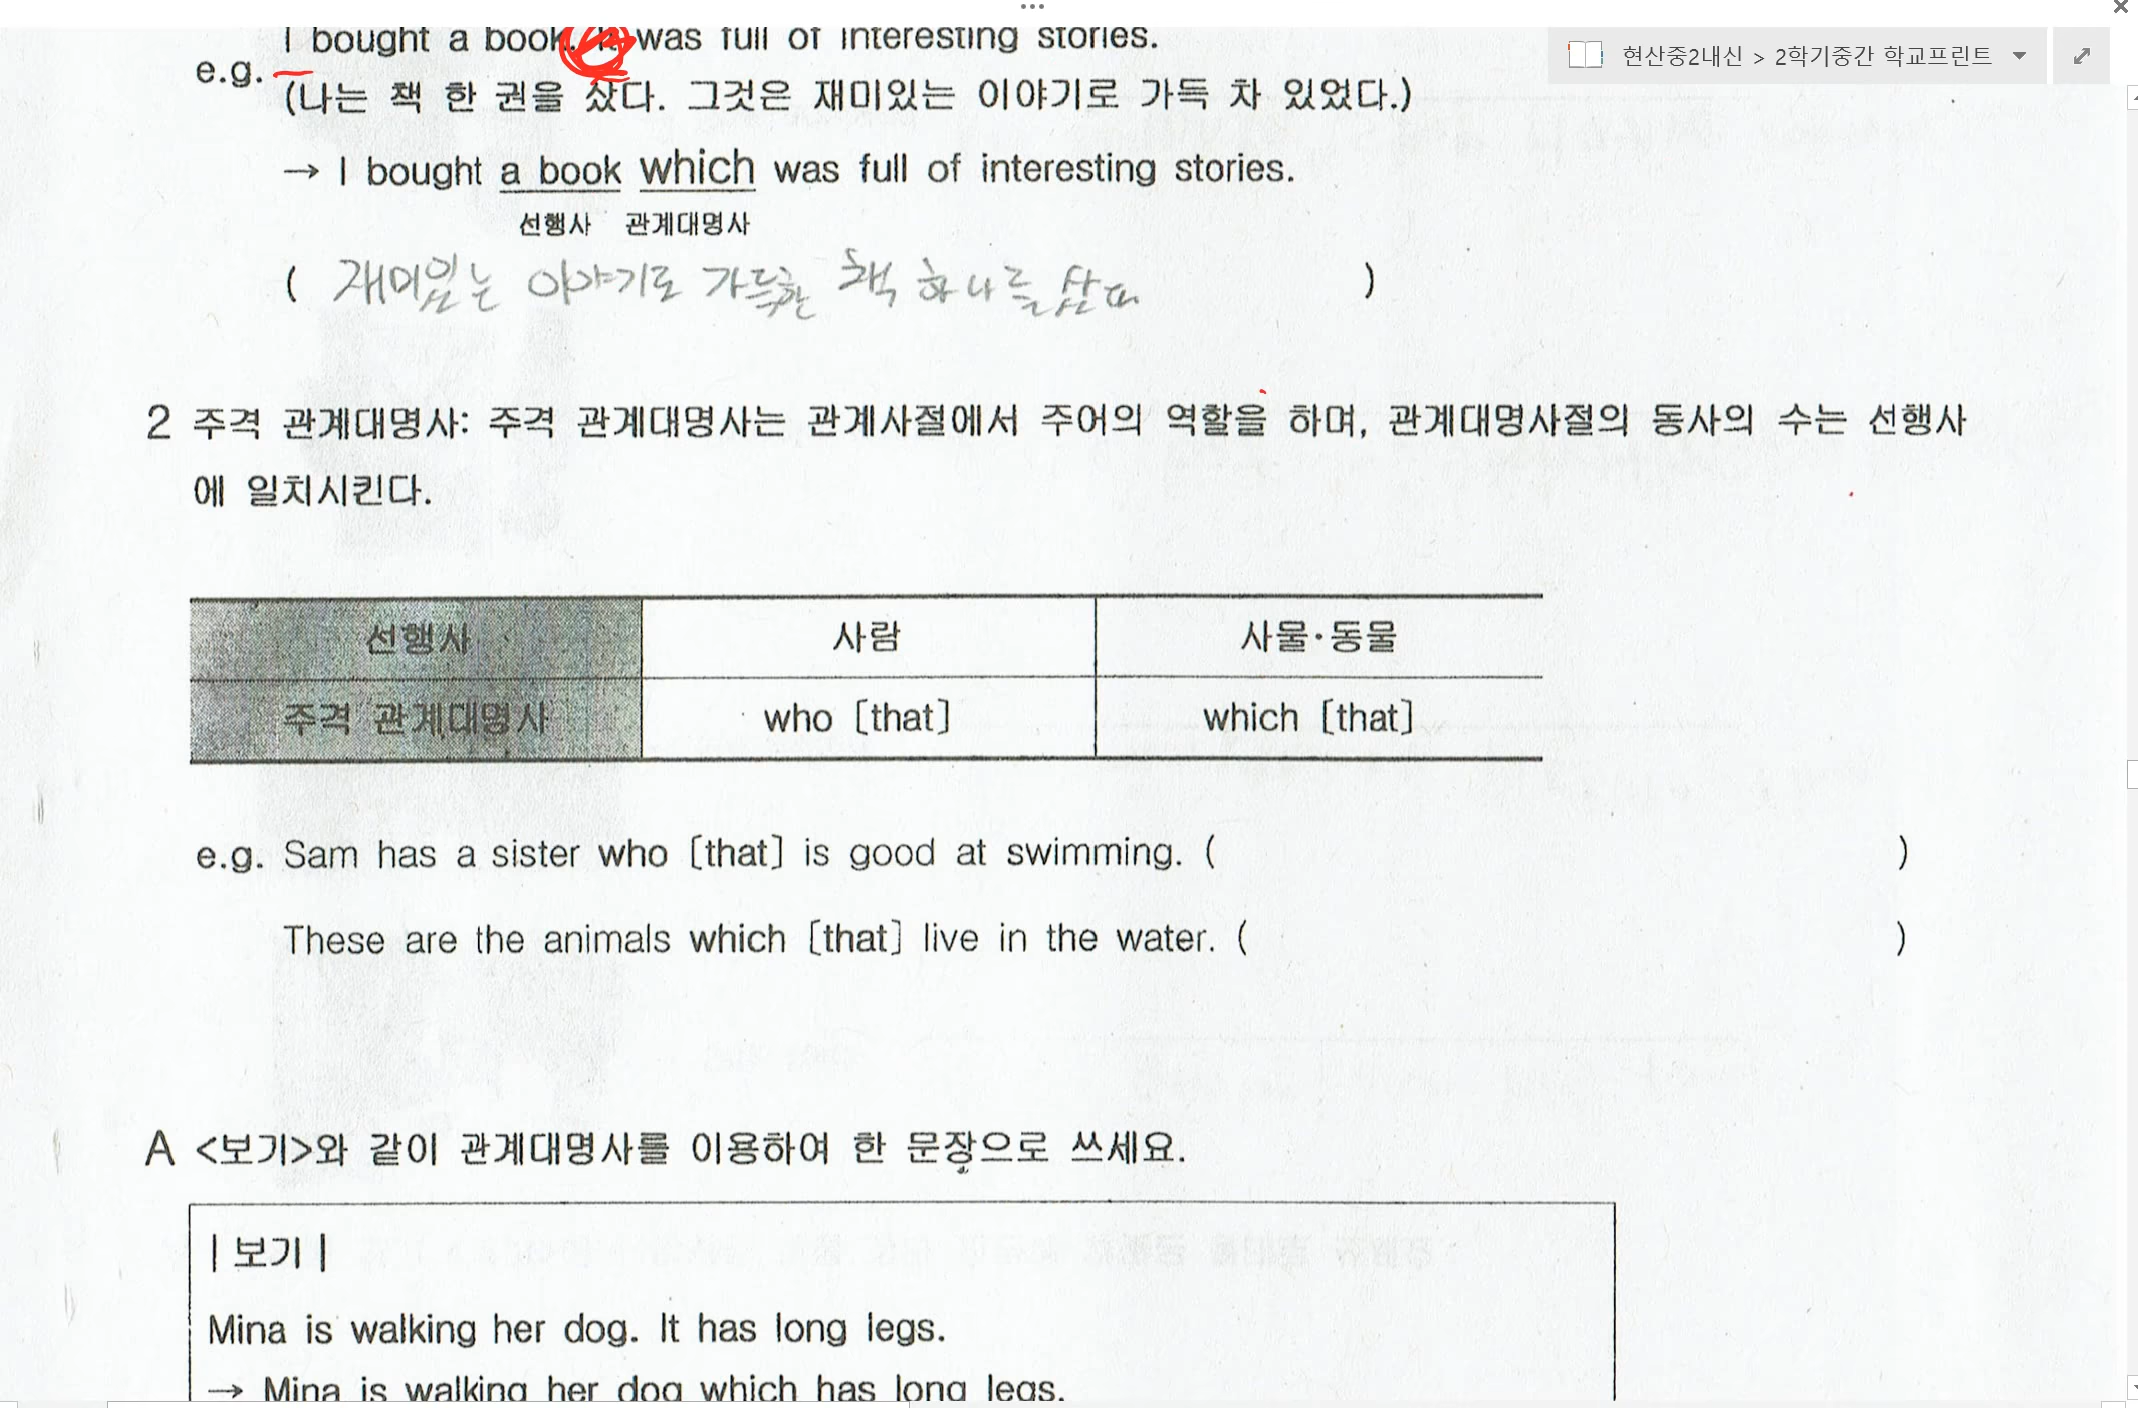 현산중2내신 > 2학기중간 학교프린트
I bought a book. It was full of interesting stories.
e.g.
(나는 책 한 권을 샀다. 그것은 재미있는 이야기로 가득 차 있었다.)
→ I bought a book which was full of interesting stories.
선행사 관계대명사
( 재미있는 이야기로 가득한 책 하나를 샀다 )
2 주격 관계대명사: 주격 관계대명사는 관계사절에서 주어의 역할을 하며, 관계대명사절의 동사의 수는 선행사
에 일치시킨다.
선행사 사람 사물·동물
주격 관계대명사 who [that] which [that]
e.g. Sam has a sister who [that] is good at swimming. ( )
These are the animals which [that] live in the water. ( )
A <보기>와 같이 관계대명사를 이용하여 한 문장으로 쓰세요.
| 보기 |
Mina is walking her dog. It has long legs.
→ Mina is walking her dog which has long legs.